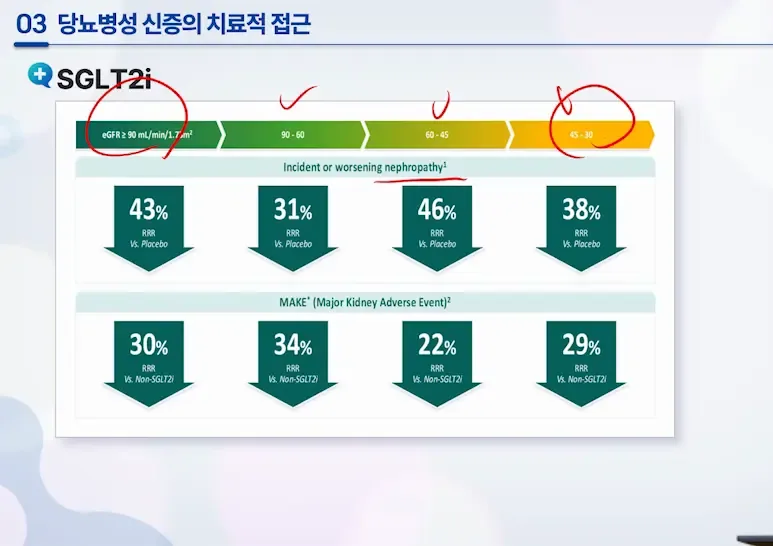 03 당뇨병성 신증의 치료적 접근
SGLT2i
eGFR ≥ 90 mL/min/1.73m² 90 - 60 60 - 45 45 - 30
Incident or worsening nephropathy¹
43% 31% 46% 38%
RRR RRR RRR RRR
Vs. Placebo Vs. Placebo Vs. Placebo Vs. Placebo
MAKE* (Major Kidney Adverse Event)²
30% 34% 22% 29%
RRR RRR RRR RRR
Vs. Non-SGLT2i Vs. Non-SGLT2i Vs. Non-SGLT2i Vs. Non-SGLT2i